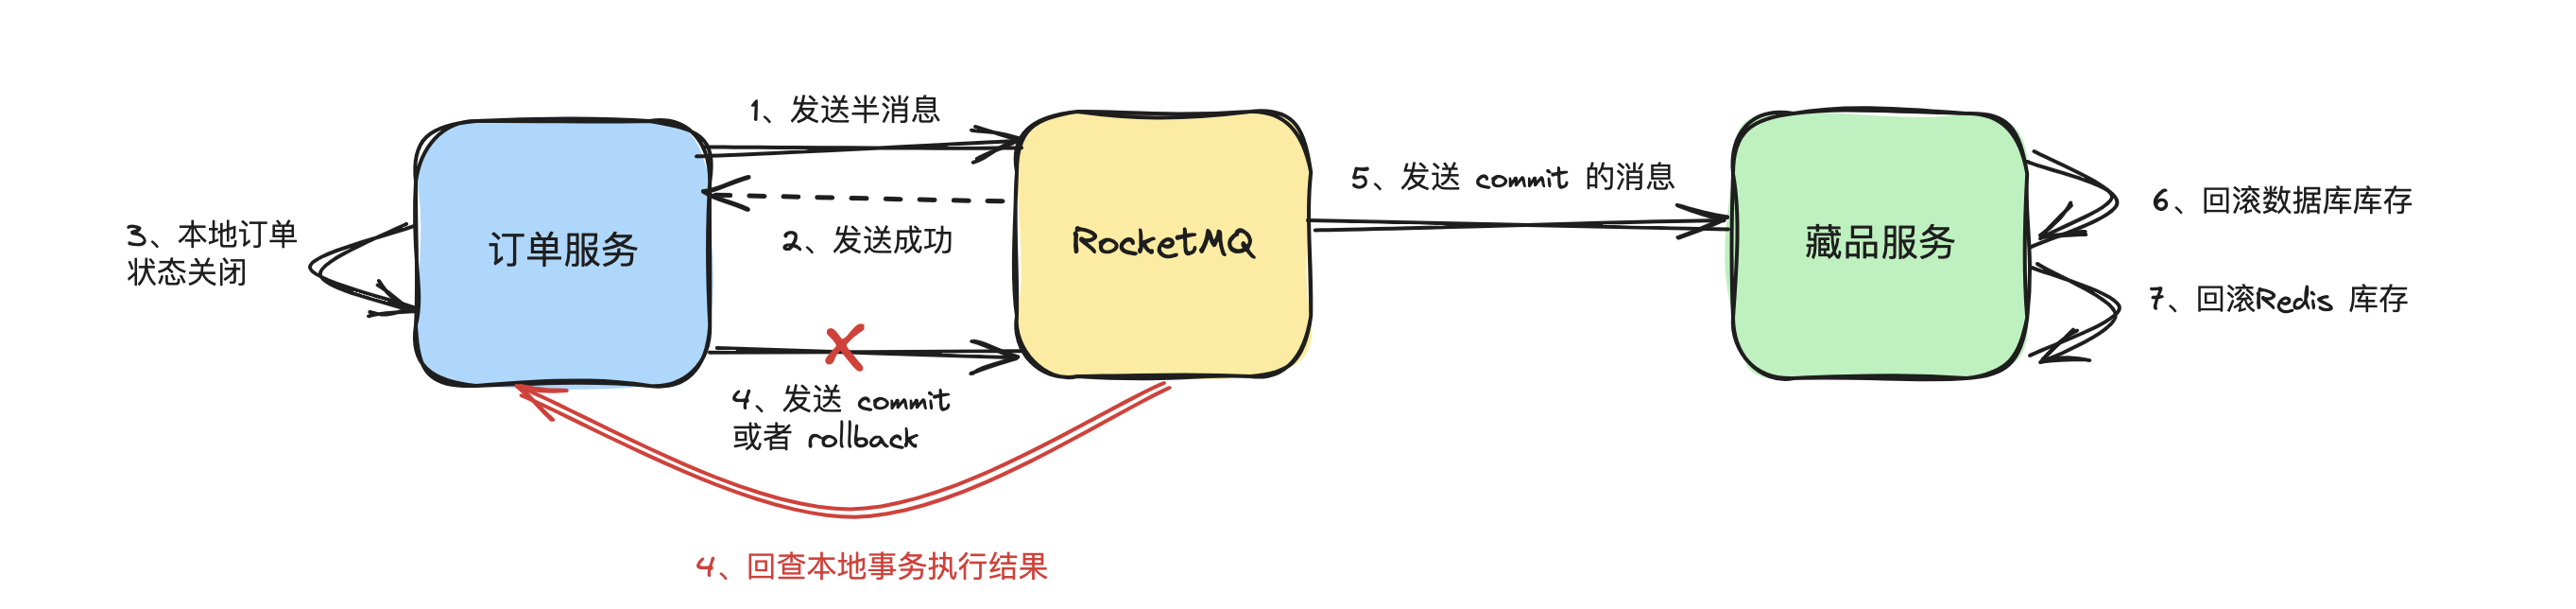 1、发送半消息
2、发送成功
3、本地订单
状态关闭
订单服务
RocketMQ
4、发送 commit
或者 rollback
4、回查本地事务执行结果
5、发送 commit 的消息
藏品服务
6、回滚数据库库存
7、回滚Redis 库存